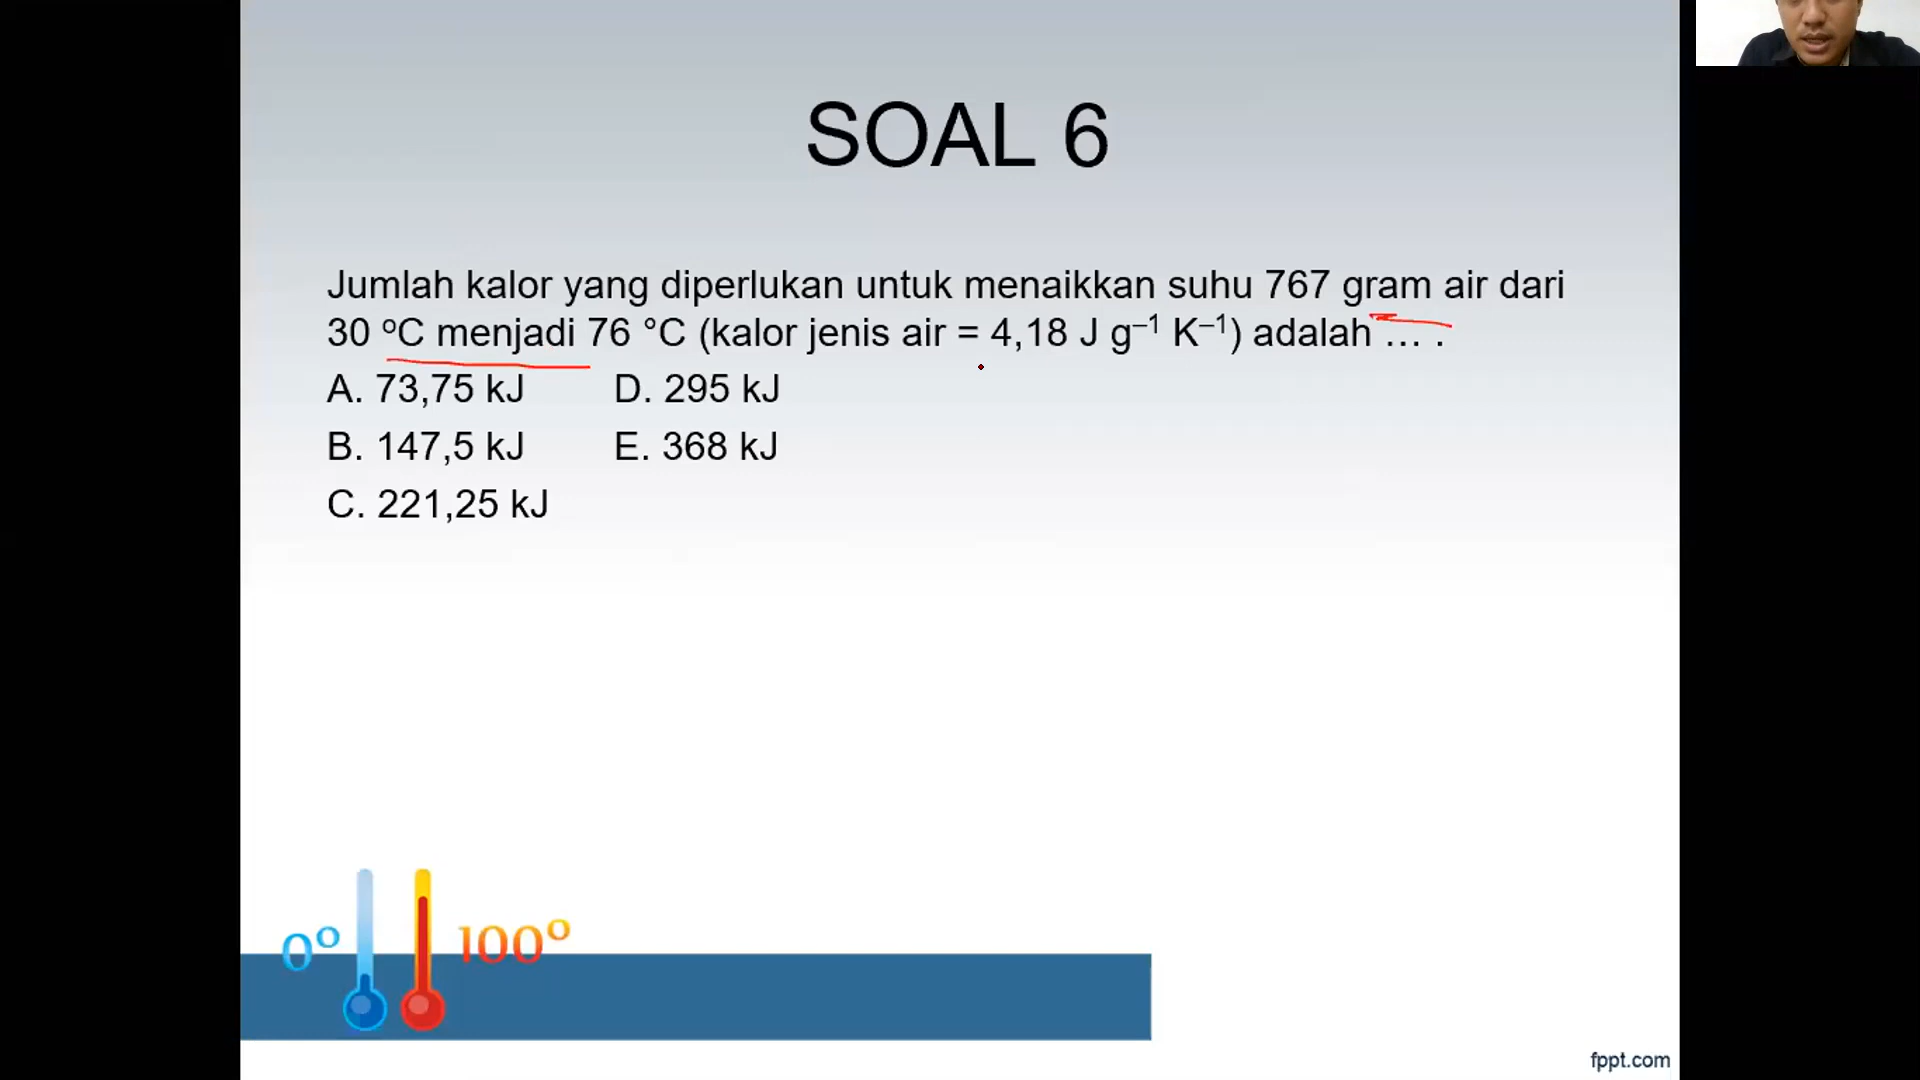 SOAL 6
Jumlah kalor yang diperlukan untuk menaikkan suhu 767 gram air dari
30 ºC menjadi 76 °C (kalor jenis air = 4,18 J g⁻¹ K⁻¹) adalah ... .
A. 73,75 kJ D. 295 kJ
B. 147,5 kJ E. 368 kJ
C. 221,25 kJ
0º 100º
fppt.com